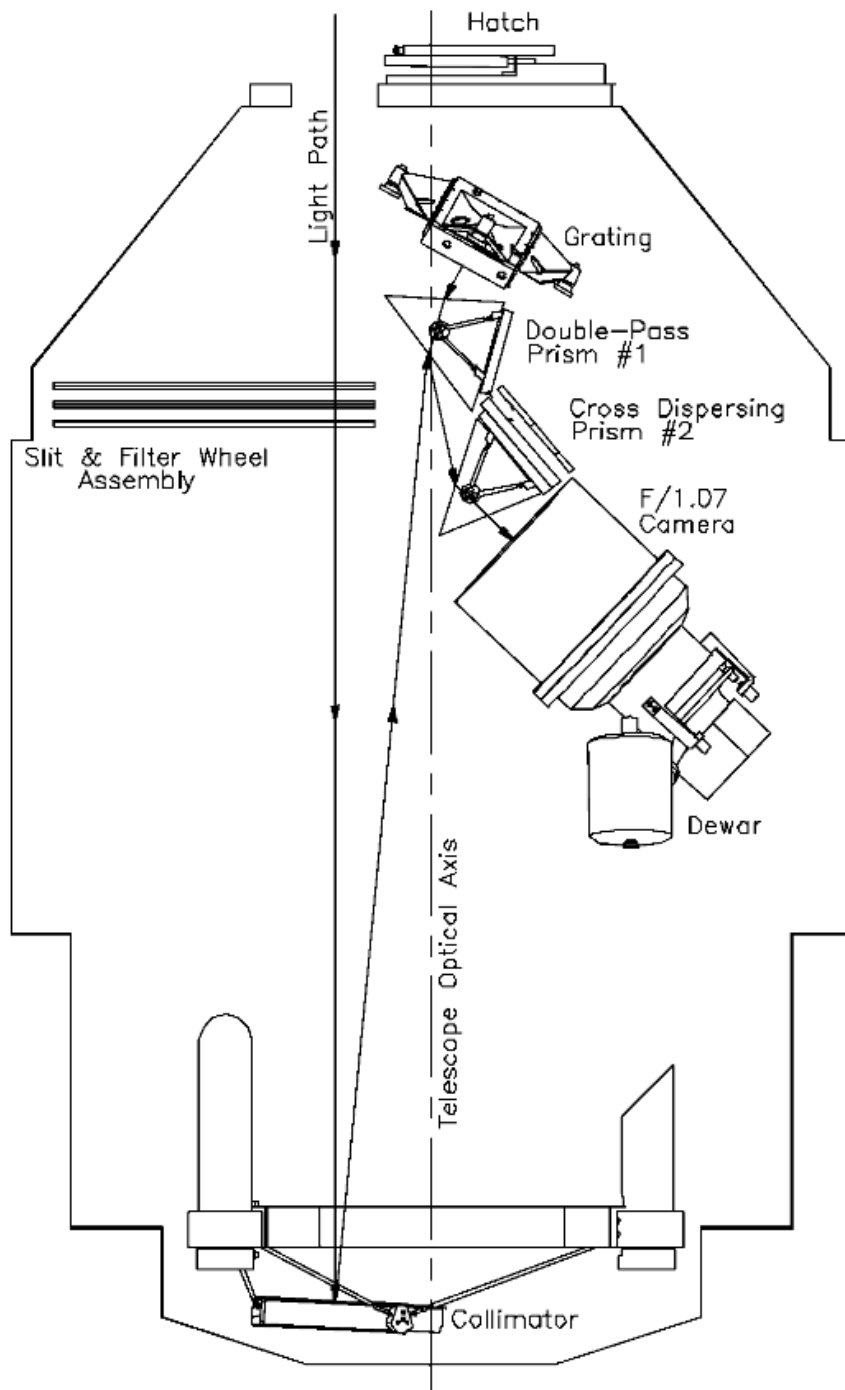 Hatch
Light Path
Grating
Double-Pass
Prism #1
Cross Dispersing
Prism #2
Slit & Filter Wheel
Assembly
F/1.07
Camera
Dewar
Telescope Optical Axis
Collimator